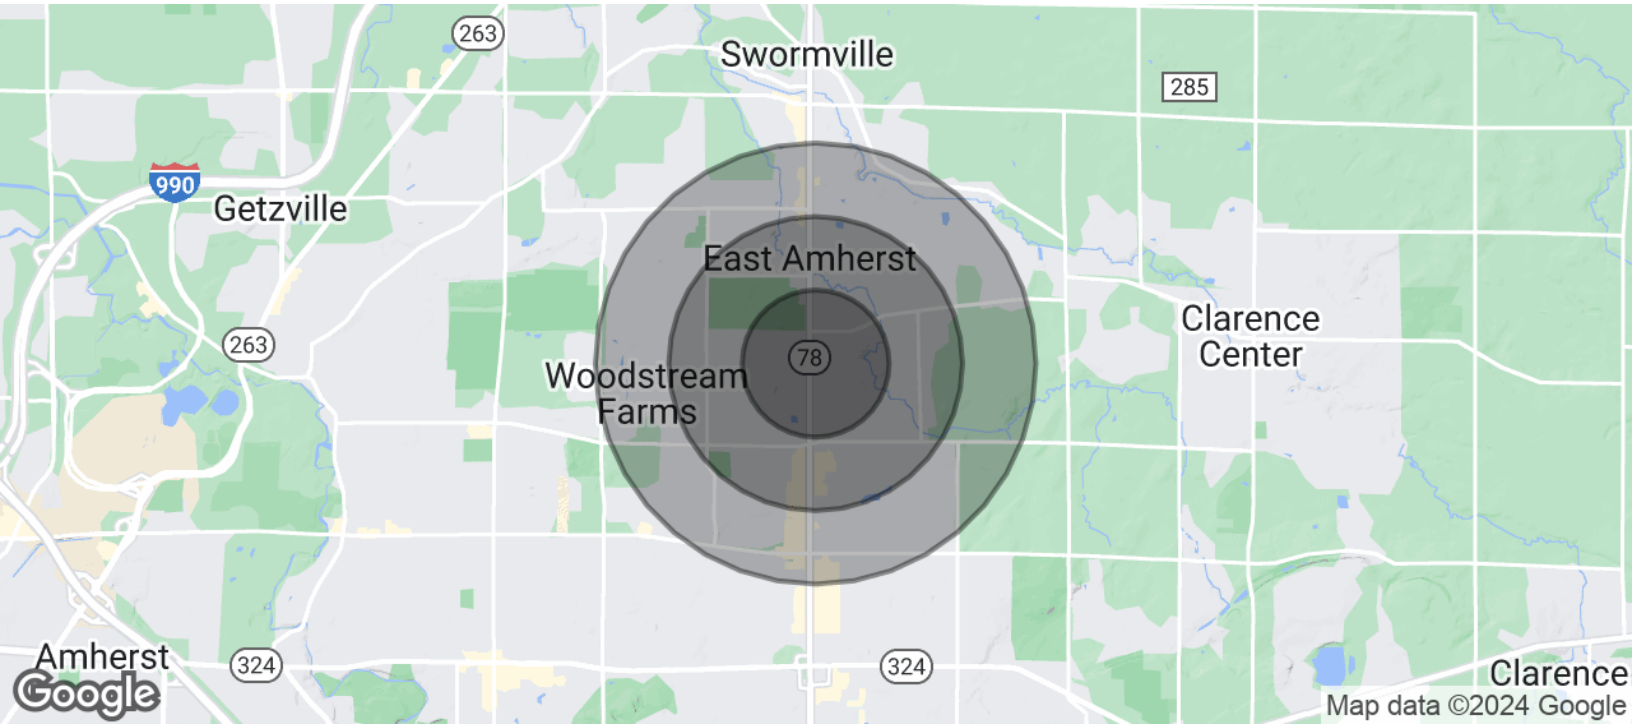 263
Swormville
285
990
Getzville
East Amherst
263
78
Clarence
Center
Woodstream
Farms
Amherst
324
324
Clarence
Google
Map data ©2024 Google